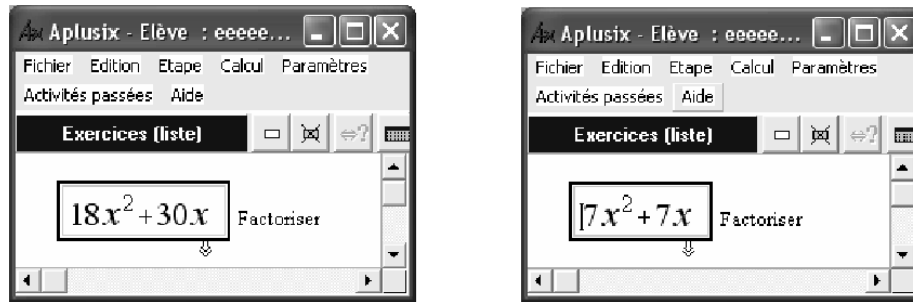 Aplusix - Elève : eeeee...
Fichier Edition Etape Calcul Paramètres
Activités passées Aide
Exercices (liste)
⇔?
18x²+30x Factoriser
Aplusix - Elève : eeeee...
Fichier Edition Etape Calcul Paramètres
Activités passées Aide
Exercices (liste)
⇔?
7x²+7x Factoriser